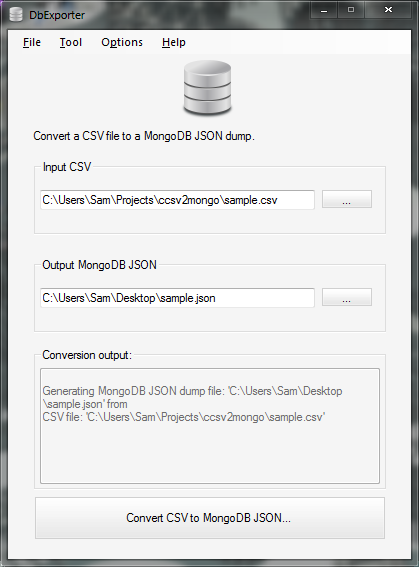 DbExporter
File Tool Options Help
Convert a CSV file to a MongoDB JSON dump.
Input CSV
C:\Users\Sam\Projects\ccsv2mongo\sample.csv ...
Output MongoDB JSON
C:\Users\Sam\Desktop\sample.json ...
Conversion output:
Generating MongoDB JSON dump file: 'C:\Users\Sam\Desktop
\sample.json' from
CSV file: 'C:\Users\Sam\Projects\ccsv2mongo\sample.csv'
Convert CSV to MongoDB JSON...